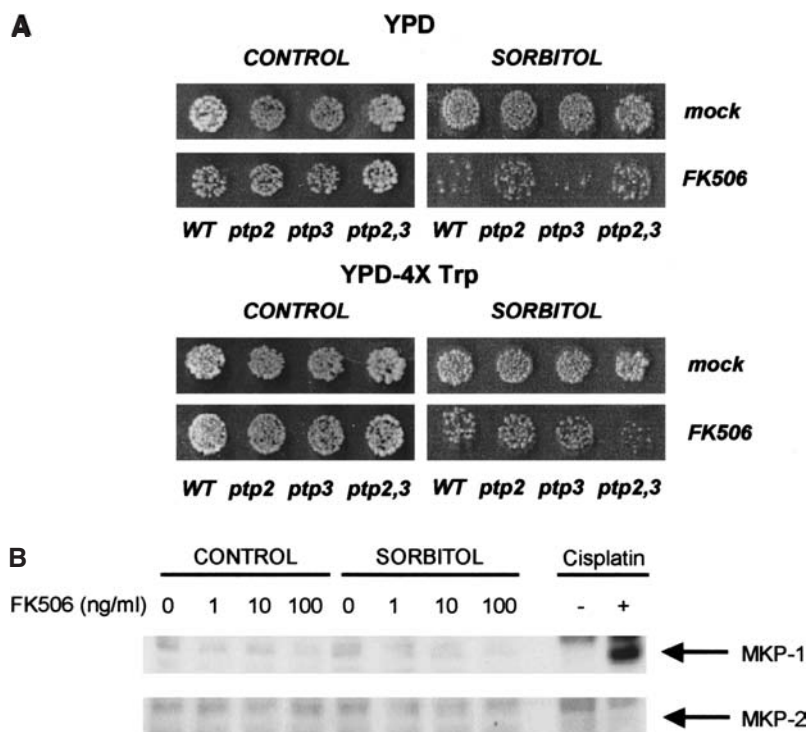 A
YPD
CONTROL SORBITOL
mock
FK506
WT ptp2 ptp3 ptp2,3 WT ptp2 ptp3 ptp2,3
YPD-4X Trp
CONTROL SORBITOL
mock
FK506
WT ptp2 ptp3 ptp2,3 WT ptp2 ptp3 ptp2,3
B
CONTROL SORBITOL Cisplatin
FK506 (ng/ml) 0 1 10 100 0 1 10 100 - +
MKP-1
MKP-2